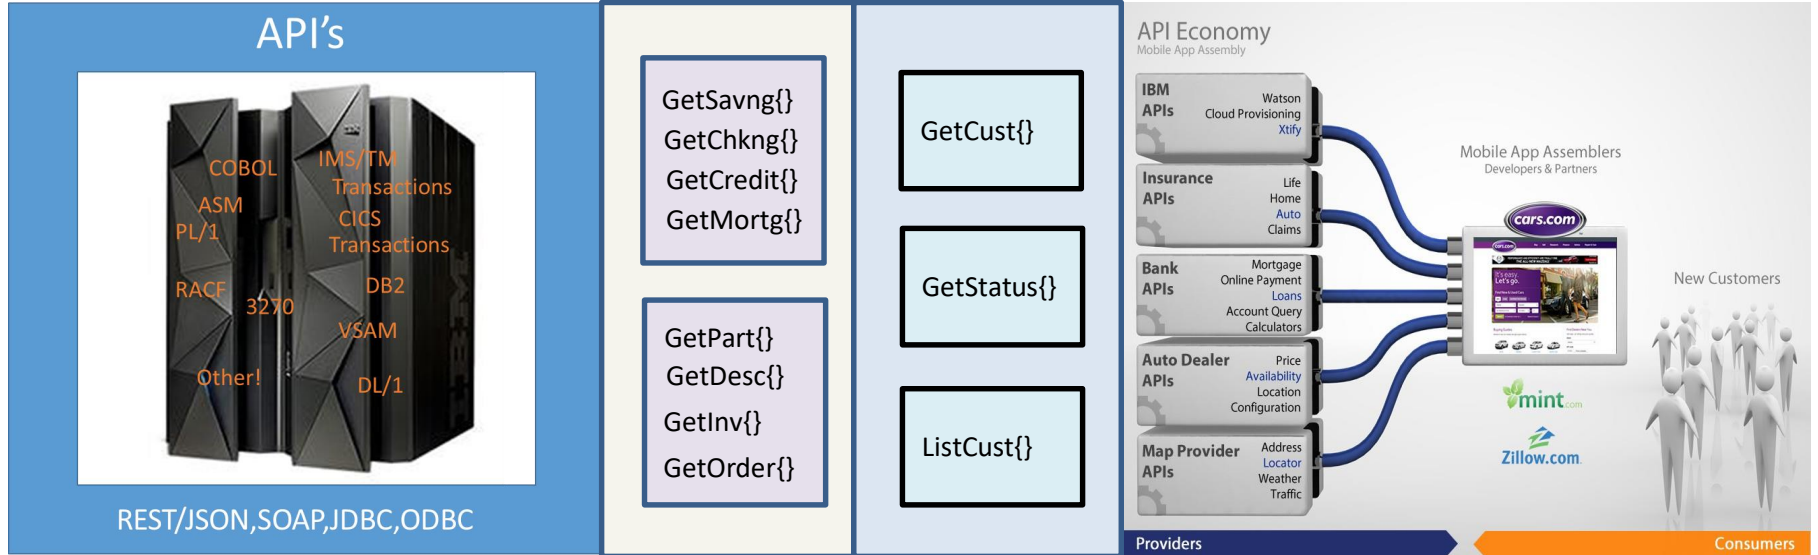 API's
COBOL
IMS/TM
Transactions
ASM
PL/1
CICS
Transactions
RACF
DB2
3270
VSAM
Other!
DL/1
REST/JSON,SOAP,JDBC,ODBC
GetSavng{}
GetChkng{}
GetCredit{}
GetMortg{}
GetPart{}
GetDesc{}
GetInv{}
GetOrder{}
GetCust{}
GetStatus{}
ListCust{}
API Economy
Mobile App Assembly
IBM
APIs
Watson
Cloud Provisioning
Xtify
Insurance
APIs
Life
Home
Auto
Claims
Bank
APIs
Mortgage
Online Payment
Loans
Account Query
Calculators
Auto Dealer
APIs
Price
Availability
Location
Configuration
Map Provider
APIs
Address
Locator
Weather
Traffic
Mobile App Assemblers
Developers & Partners
cars.com
It's easy.
Let's go.
mint.com
Zillow.com
New Customers
Providers
Consumers